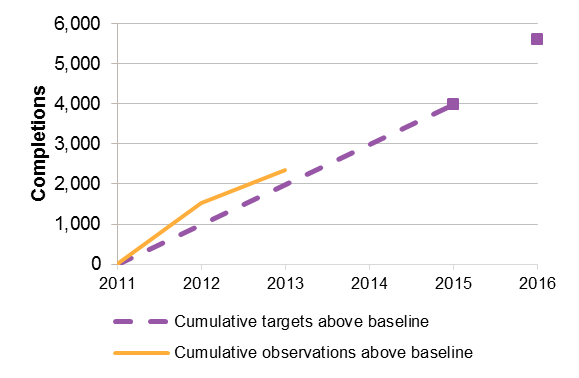 Completions
6,000
5,000
4,000
3,000
2,000
1,000
0
2011 2012 2013 2014 2015 2016
Cumulative targets above baseline
Cumulative observations above baseline